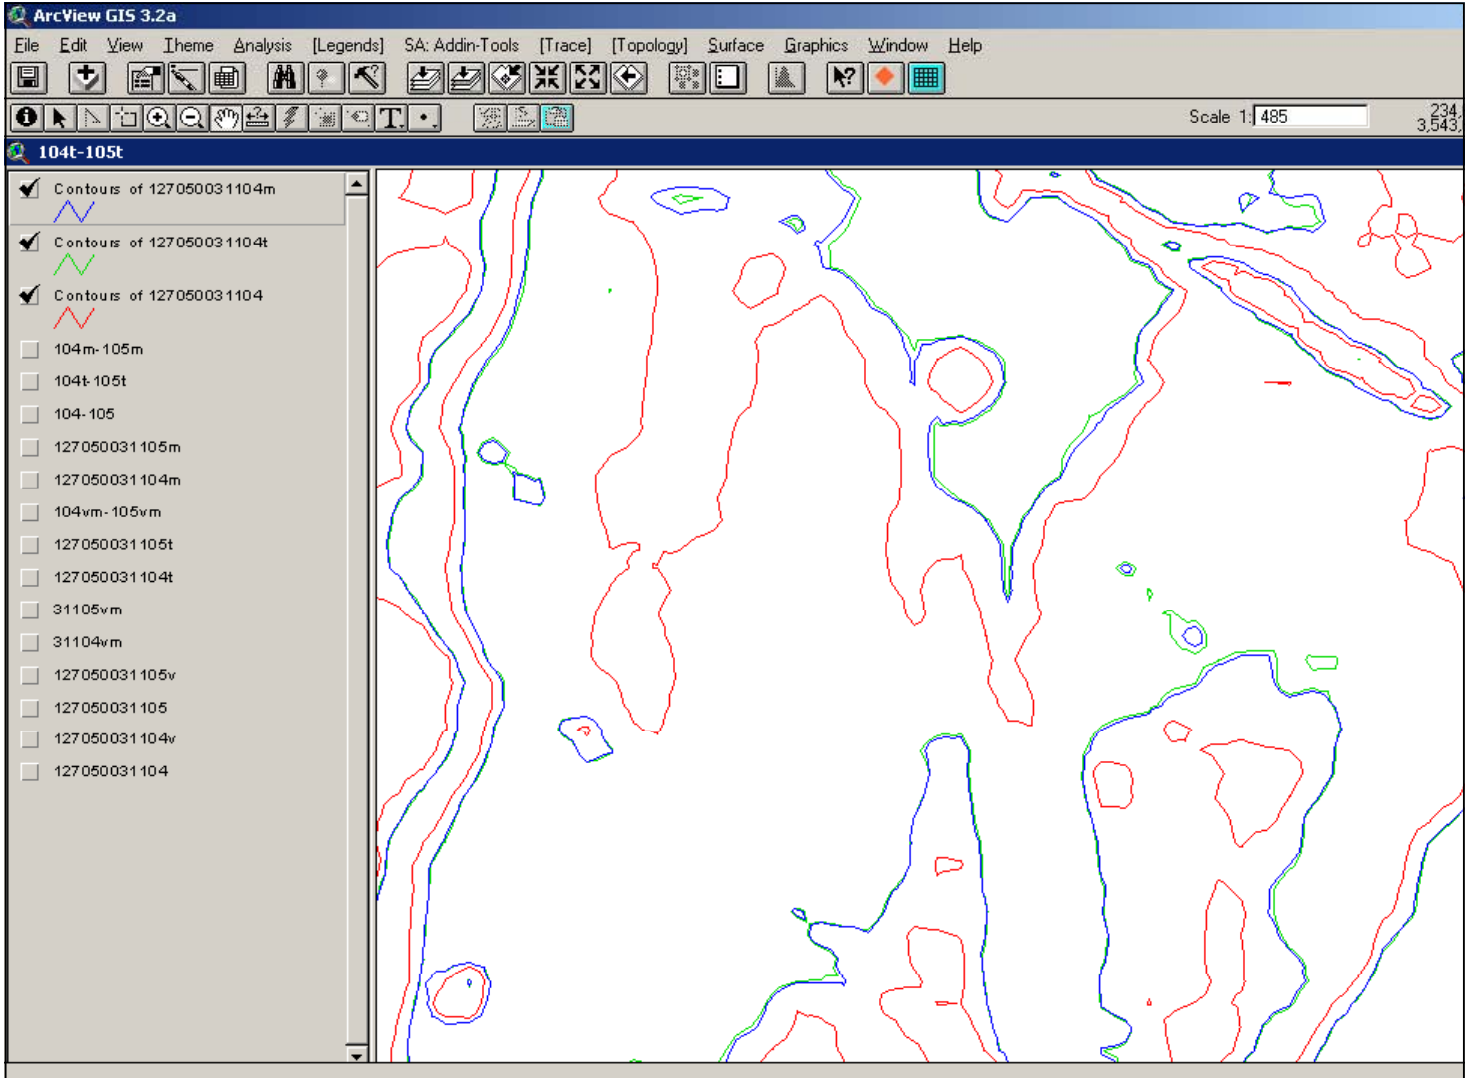 ArcView GIS 3.2a
File Edit View Theme Analysis [Legends] SA: Addin-Tools [Trace] [Topology] Surface Graphics Window Help
Scale 1: 485
234,
3,543,
104t-105t
Contours of 127050031104m
Contours of 127050031104t
Contours of 127050031104
104m-105m
104t-105t
104-105
127050031105m
127050031104m
104vm-105vm
127050031105t
127050031104t
31105vm
31104vm
127050031105v
127050031105
127050031104v
127050031104